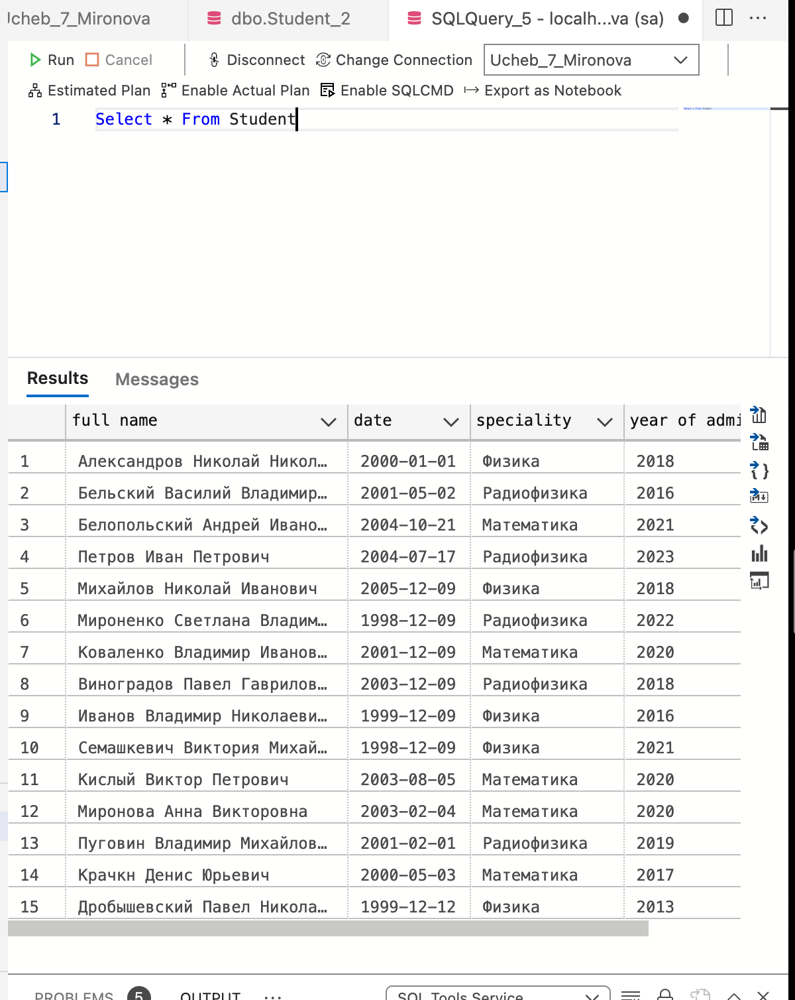 cheb_7_Mironova dbo.Student_2 SQLQuery_5 - localh...va (sa)
Run Cancel Disconnect Change Connection Ucheb_7_Mironova
Estimated Plan Enable Actual Plan Enable SQLCMD Export as Notebook
1 Select * From Student
Results Messages
full name date speciality year of admi
1 Александров Николай Никол… 2000-01-01 Физика 2018
2 Бельский Василий Владимир… 2001-05-02 Радиофизика 2016
3 Белопольский Андрей Ивано… 2004-10-21 Математика 2021
4 Петров Иван Петрович 2004-07-17 Радиофизика 2023
5 Михайлов Николай Иванович 2005-12-09 Физика 2018
6 Мироненко Светлана Владим… 1998-12-09 Радиофизика 2022
7 Коваленко Владимир Иванов… 2001-12-09 Математика 2020
8 Виноградов Павел Гаврилов… 2003-12-09 Радиофизика 2018
9 Иванов Владимир Николаеви… 1999-12-09 Физика 2016
10 Семашкевич Виктория Михай… 1998-12-09 Физика 2021
11 Кислый Виктор Петрович 2003-08-05 Математика 2020
12 Миронова Анна Викторовна 2003-02-04 Математика 2020
13 Пуговин Владимир Михайлов… 2001-02-01 Радиофизика 2019
14 Крачкн Денис Юрьевич 2000-05-03 Математика 2017
15 Дробышевский Павел Никола… 1999-12-12 Физика 2013
PROBLEMS 5 OUTPUT SQL Tools Service